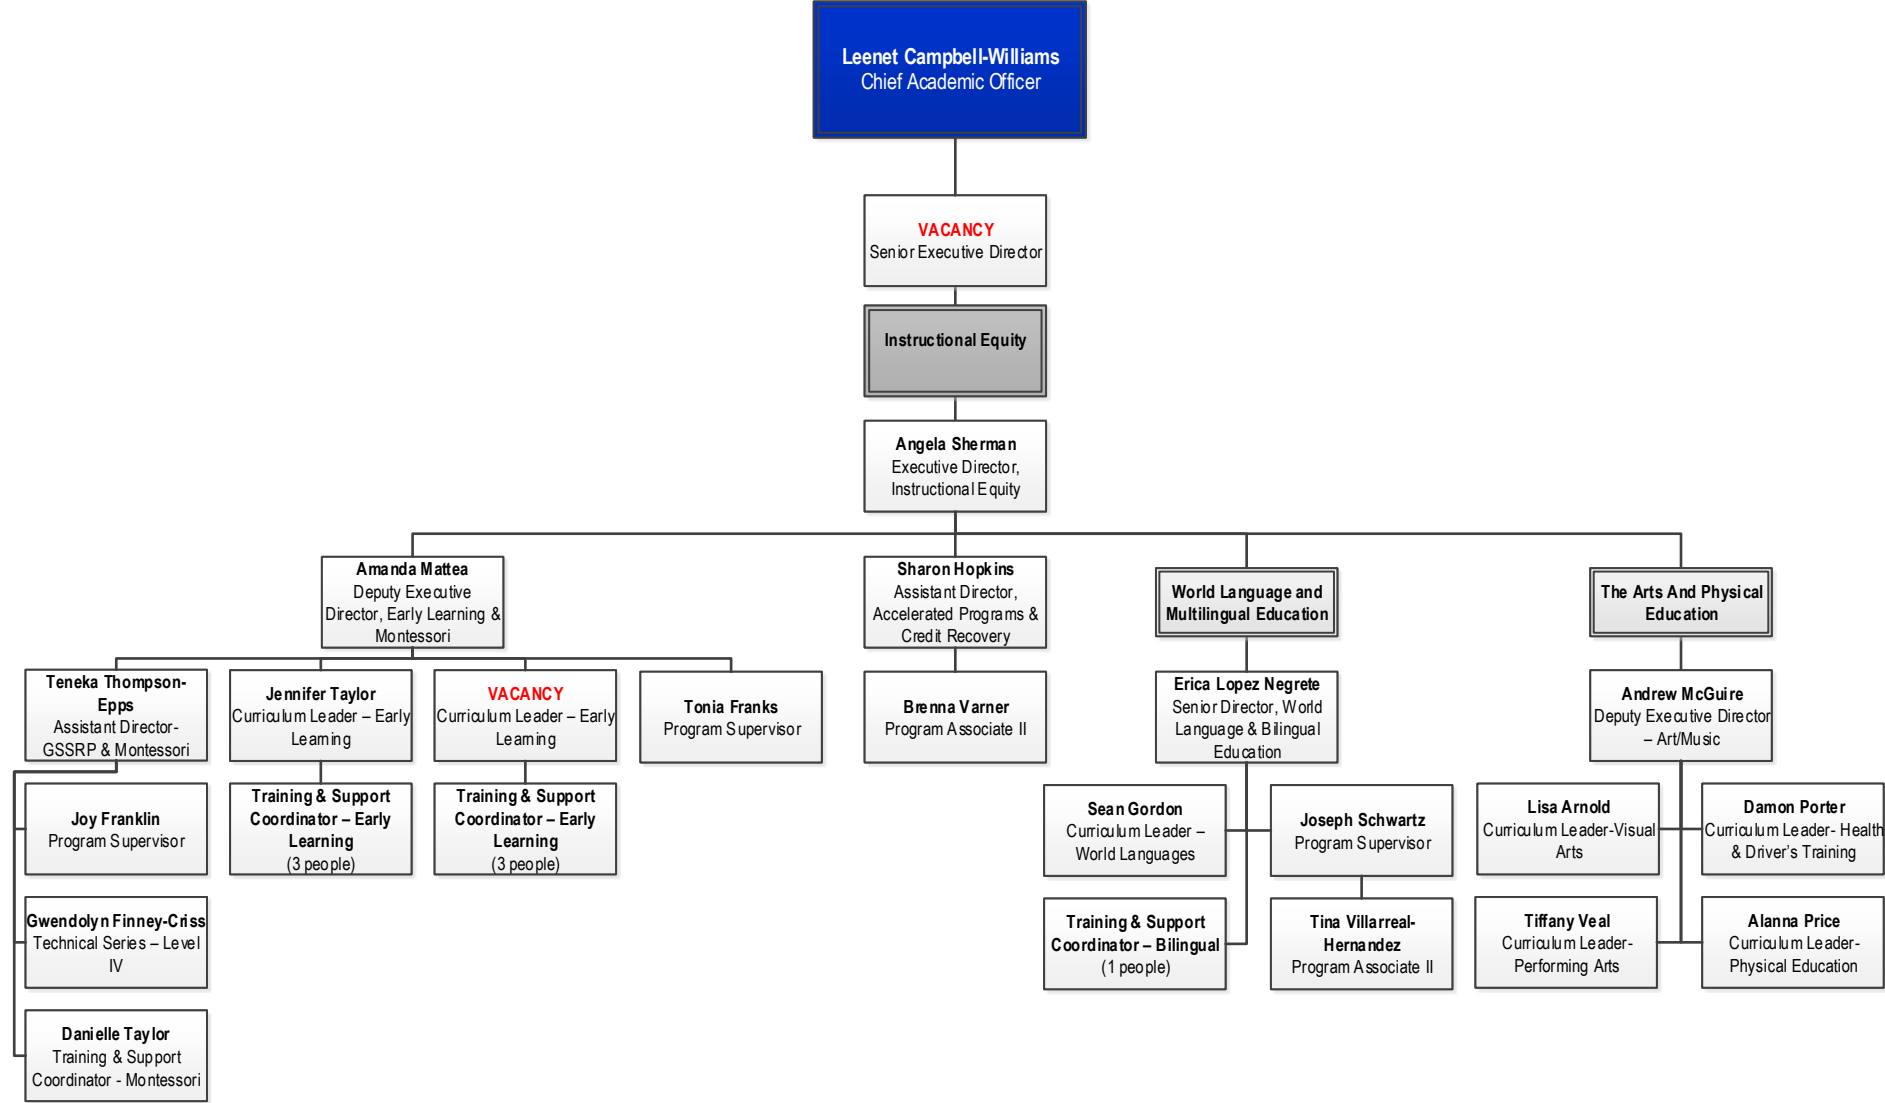 Leenet Campbell-Williams
Chief Academic Officer
VACANCY
Senior Executive Director
Instructional Equity
Angela Sherman
Executive Director,
Instructional Equity
Amanda Mattea
Deputy Executive
Director, Early Learning &
Montessori
Sharon Hopkins
Assistant Director,
Accelerated Programs &
Credit Recovery
World Language and
Multilingual Education
The Arts And Physical
Education
Teneka Thompson-
Epps
Assistant Director-
GSSRP & Montessori
Jennifer Taylor
Curriculum Leader – Early
Learning
VACANCY
Curriculum Leader – Early
Learning
Tonia Franks
Program Supervisor
Brenna Varner
Program Associate II
Erica Lopez Negrete
Senior Director, World
Language & Bilingual
Education
Andrew McGuire
Deputy Executive Director
– Art/Music
Joy Franklin
Program Supervisor
Training & Support
Coordinator – Early
Learning
(3 people)
Training & Support
Coordinator – Early
Learning
(3 people)
Sean Gordon
Curriculum Leader –
World Languages
Joseph Schwartz
Program Supervisor
Lisa Arnold
Curriculum Leader-Visual
Arts
Damon Porter
Curriculum Leader- Health
& Driver’s Training
Gwendolyn Finney-Criss
Technical Series – Level
IV
Training & Support
Coordinator – Bilingual
(1 people)
Tina Villarreal-
Hernandez
Program Associate II
Tiffany Veal
Curriculum Leader-
Performing Arts
Alanna Price
Curriculum Leader-
Physical Education
Danielle Taylor
Training & Support
Coordinator - Montessori